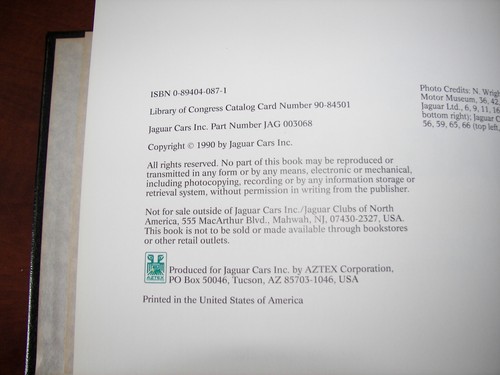 ISBN 0-89404-087-1
Library of Congress Catalog Card Number 90-84501
Jaguar Cars Inc. Part Number JAG 003068
Copyright © 1990 by Jaguar Cars Inc.
All rights reserved. No part of this book may be reproduced or
transmitted in any form or by any means, electronic or mechanical,
including photocopying, recording or by any information storage or
retrieval system, without permission in writing from the publisher.
Not for sale outside of Jaguar Cars Inc./Jaguar Clubs of North
America, 555 MacArthur Blvd., Mahwah, NJ, 07430-2327, USA.
This book is not to be sold or made available through bookstores
or other retail outlets.
AZTEX
Produced for Jaguar Cars Inc. by AZTEX Corporation,
PO Box 50046, Tucson, AZ 85703-1046, USA
Printed in the United States of America
Photo Credits: N. Wrigh
Motor Museum, 36, 42,
Jaguar Ltd., 6, 9, 11, 16
bottom right); Jaguar C
56, 59, 65, 66 (top left,